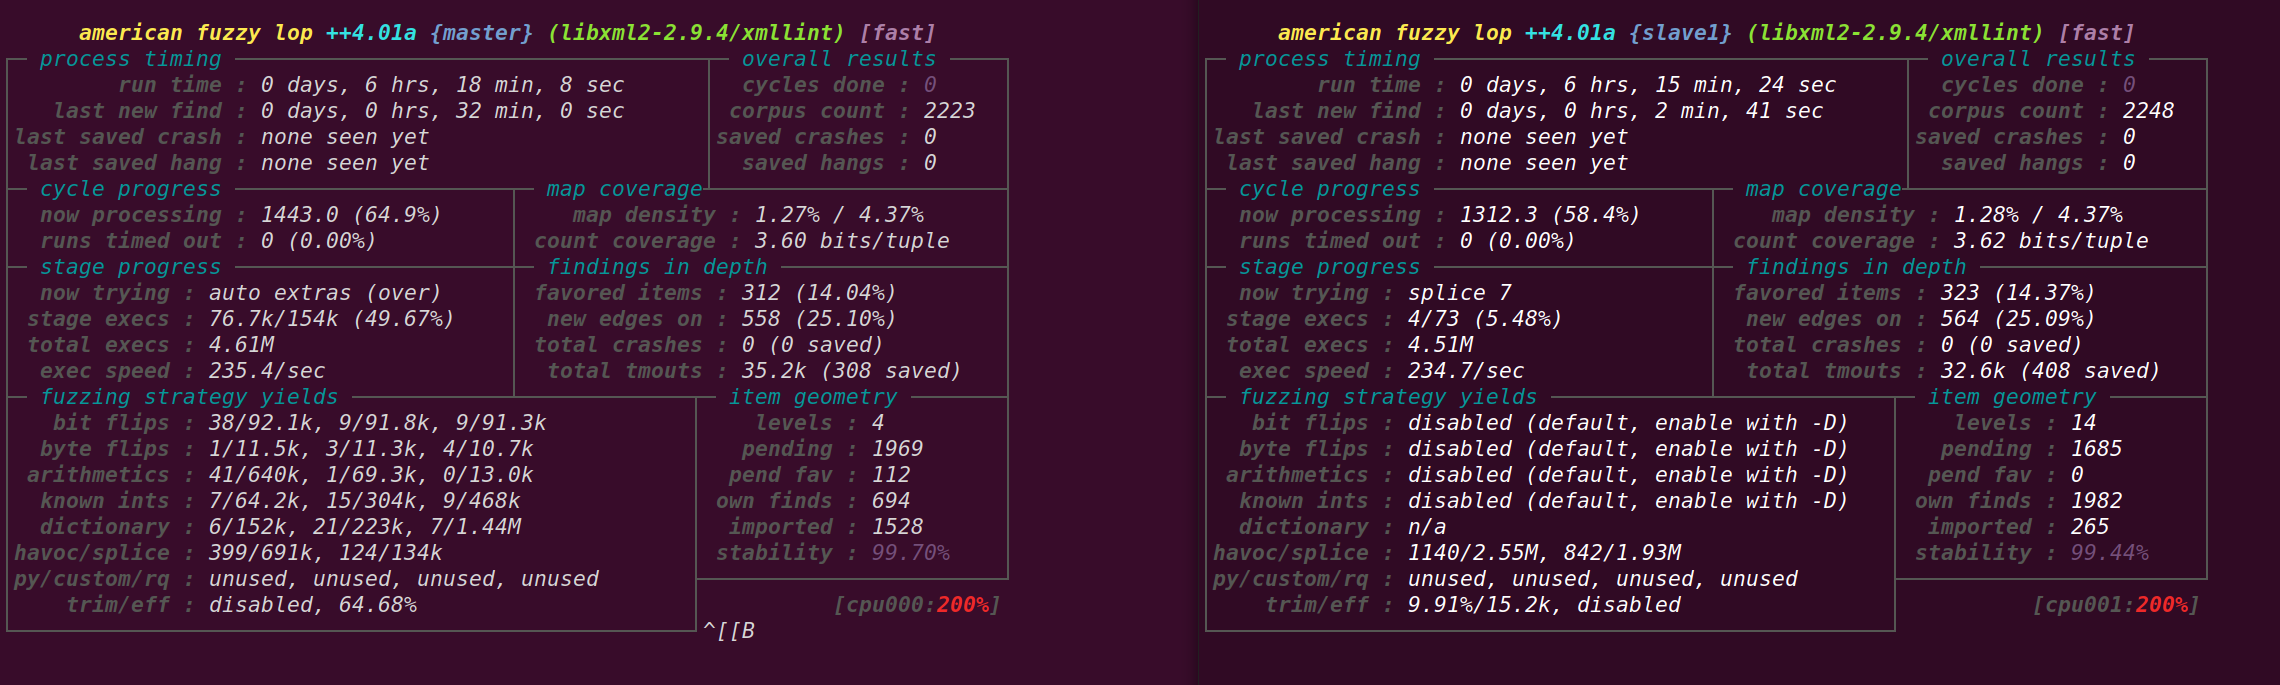 american fuzzy lop ++4.01a {master} (libxml2-2.9.4/xmllint) [fast]
process timing overall results
run time : 0 days, 6 hrs, 18 min, 8 sec cycles done : 0
last new find : 0 days, 0 hrs, 32 min, 0 sec corpus count : 2223
last saved crash : none seen yet saved crashes : 0
last saved hang : none seen yet saved hangs : 0
cycle progress map coverage
now processing : 1443.0 (64.9%) map density : 1.27% / 4.37%
runs timed out : 0 (0.00%) count coverage : 3.60 bits/tuple
stage progress findings in depth
now trying : auto extras (over) favored items : 312 (14.04%)
stage execs : 76.7k/154k (49.67%) new edges on : 558 (25.10%)
total execs : 4.61M total crashes : 0 (0 saved)
exec speed : 235.4/sec total tmouts : 35.2k (308 saved)
fuzzing strategy yields item geometry
bit flips : 38/92.1k, 9/91.8k, 9/91.3k levels : 4
byte flips : 1/11.5k, 3/11.3k, 4/10.7k pending : 1969
arithmetics : 41/640k, 1/69.3k, 0/13.0k pend fav : 112
known ints : 7/64.2k, 15/304k, 9/468k own finds : 694
dictionary : 6/152k, 21/223k, 7/1.44M imported : 1528
havoc/splice : 399/691k, 124/134k stability : 99.70%
py/custom/rq : unused, unused, unused, unused
trim/eff : disabled, 64.68% [cpu000:200%]
^[[B
american fuzzy lop ++4.01a {slave1} (libxml2-2.9.4/xmllint) [fast]
process timing overall results
run time : 0 days, 6 hrs, 15 min, 24 sec cycles done : 0
last new find : 0 days, 0 hrs, 2 min, 41 sec corpus count : 2248
last saved crash : none seen yet saved crashes : 0
last saved hang : none seen yet saved hangs : 0
cycle progress map coverage
now processing : 1312.3 (58.4%) map density : 1.28% / 4.37%
runs timed out : 0 (0.00%) count coverage : 3.62 bits/tuple
stage progress findings in depth
now trying : splice 7 favored items : 323 (14.37%)
stage execs : 4/73 (5.48%) new edges on : 564 (25.09%)
total execs : 4.51M total crashes : 0 (0 saved)
exec speed : 234.7/sec total tmouts : 32.6k (408 saved)
fuzzing strategy yields item geometry
bit flips : disabled (default, enable with -D) levels : 14
byte flips : disabled (default, enable with -D) pending : 1685
arithmetics : disabled (default, enable with -D) pend fav : 0
known ints : disabled (default, enable with -D) own finds : 1982
dictionary : n/a imported : 265
havoc/splice : 1140/2.55M, 842/1.93M stability : 99.44%
py/custom/rq : unused, unused, unused, unused
trim/eff : 9.91%/15.2k, disabled [cpu001:200%]